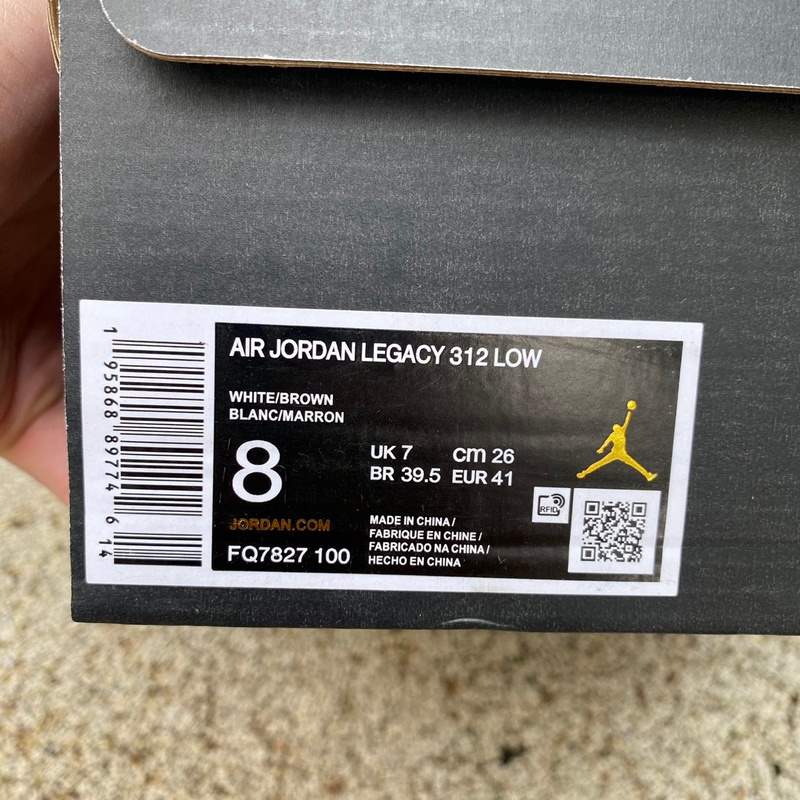 AIR JORDAN LEGACY 312 LOW
WHITE/BROWN
BLANC/MARRON
8
UK 7 cm 26
BR 39.5 EUR 41
JORDAN.COM
FQ7827 100
MADE IN CHINA /
FABRIQUE EN CHINE /
FABRICADO NA CHINA /
HECHO EN CHINA
RFID
1 95868 89774 6 14